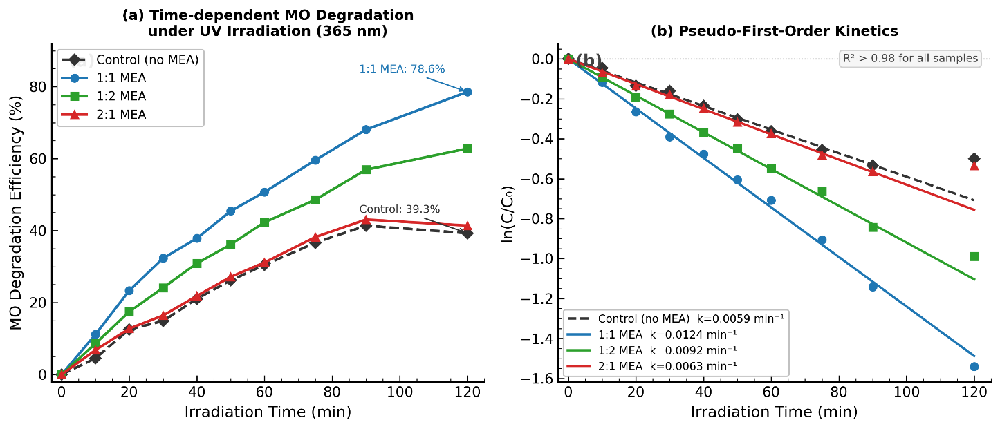 (a) Time-dependent MO Degradation
under UV Irradiation (365 nm)
(a)
Control (no MEA)
1:1 MEA
1:2 MEA
2:1 MEA
1:1 MEA: 78.6%
Control: 39.3%
MO Degradation Efficiency (%)
80
60
40
20
0
0 20 40 60 80 100 120
Irradiation Time (min)
(b) Pseudo-First-Order Kinetics
(b)
R² > 0.98 for all samples
ln(C/C₀)
0.0
−0.2
−0.4
−0.6
−0.8
−1.0
−1.2
−1.4
−1.6
Control (no MEA) k=0.0059 min⁻¹
1:1 MEA k=0.0124 min⁻¹
1:2 MEA k=0.0092 min⁻¹
2:1 MEA k=0.0063 min⁻¹
0 20 40 60 80 100 120
Irradiation Time (min)